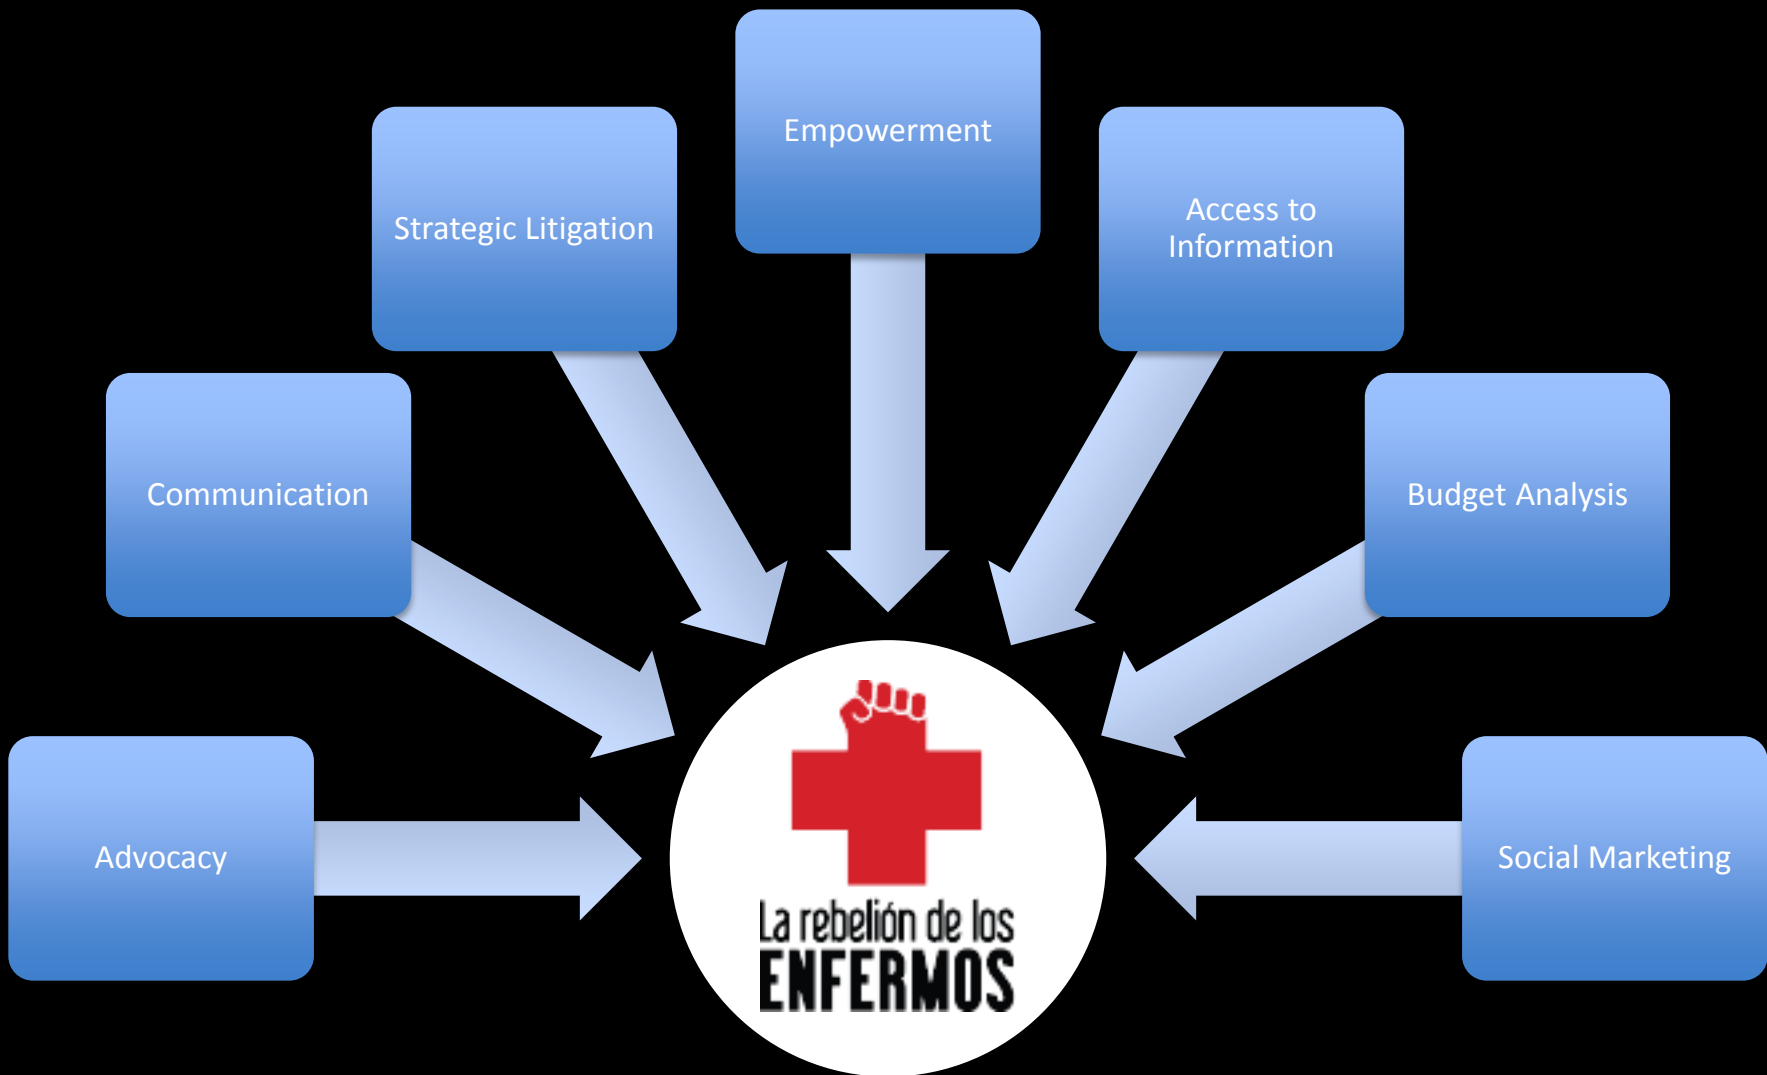 Empowerment
Strategic Litigation
Access to
Information
Communication
Budget Analysis
Advocacy
Social Marketing
La rebelión de los
ENFERMOS